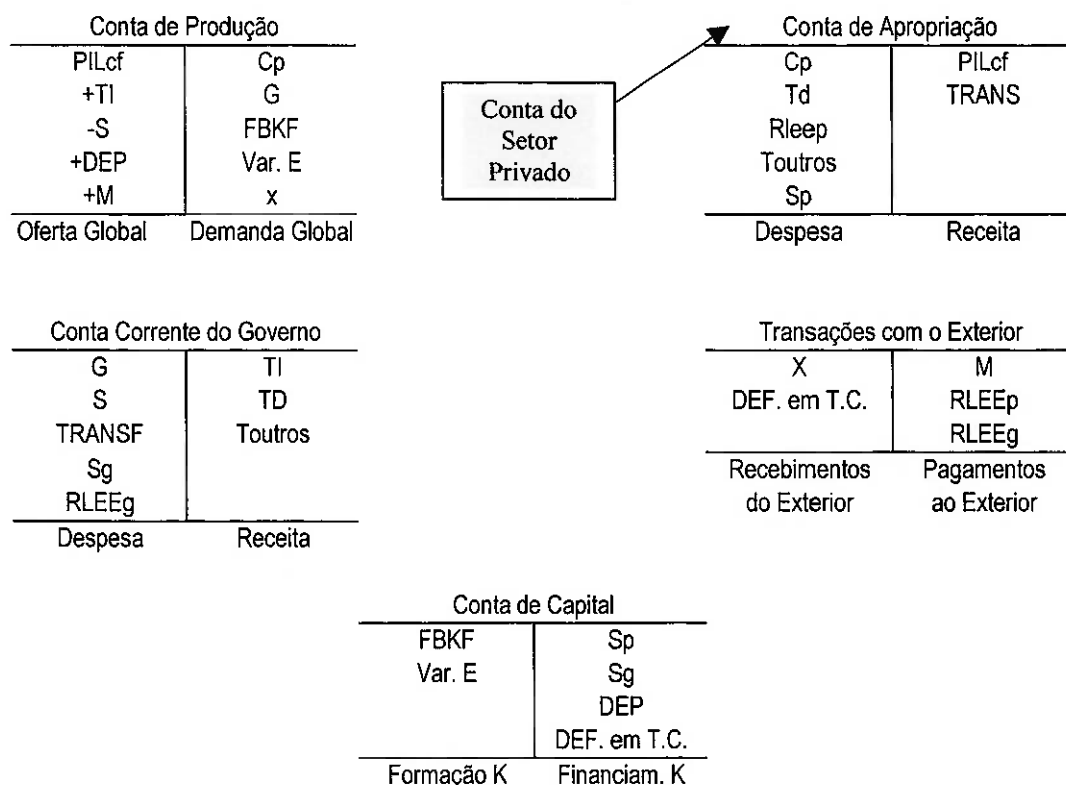 Conta de Produção
PILcf Cp
+TI G
-S FBKF
+DEP Var. E
+M x
Oferta Global Demanda Global
Conta do
Setor
Privado
Conta de Apropriação
Cp PILcf
Td TRANS
Rleep
Toutros
Sp
Despesa Receita
Conta Corrente do Governo
G TI
S TD
TRANSF Toutros
Sg
RLEEg
Despesa Receita
Transações com o Exterior
X M
DEF. em T.C. RLEEp
RLEEg
Recebimentos Pagamentos
do Exterior ao Exterior
Conta de Capital
FBKF Sp
Var. E Sg
DEP
DEF. em T.C.
Formação K Financiam. K